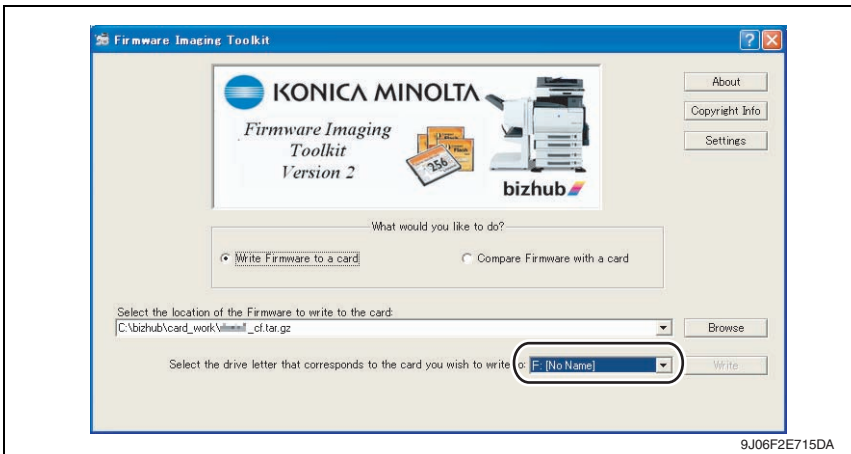 Firmware Imaging Toolkit
KONICA MINOLTA
Firmware Imaging
Toolkit
Version 2
256
bizhub
About
Copyright Info
Settings
What would you like to do?
Write Firmware to a card
Compare Firmware with a card
Select the location of the Firmware to write to the card:
C:\bizhub\card_work\ _cf.tar.gz
Browse
Select the drive letter that corresponds to the card you wish to write to: F: [No Name]
Write
9J06F2E715DA